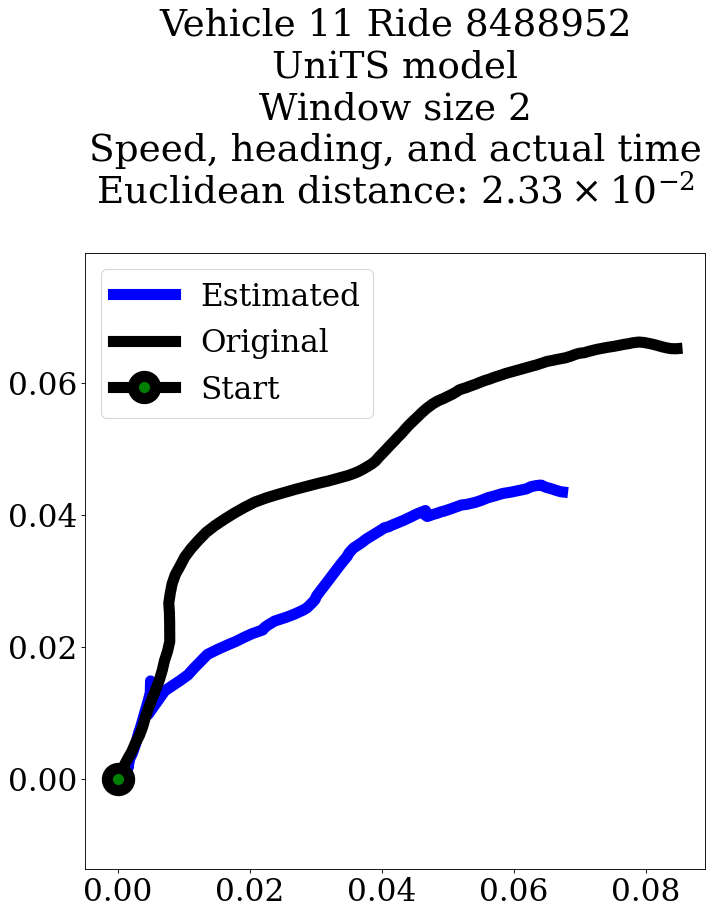 Vehicle 11 Ride 8488952
UniTS model
Window size 2
Speed, heading, and actual time
Euclidean distance: 2.33 × 10⁻²
Estimated
Original
Start
0.06
0.04
0.02
0.00
0.00 0.02 0.04 0.06 0.08